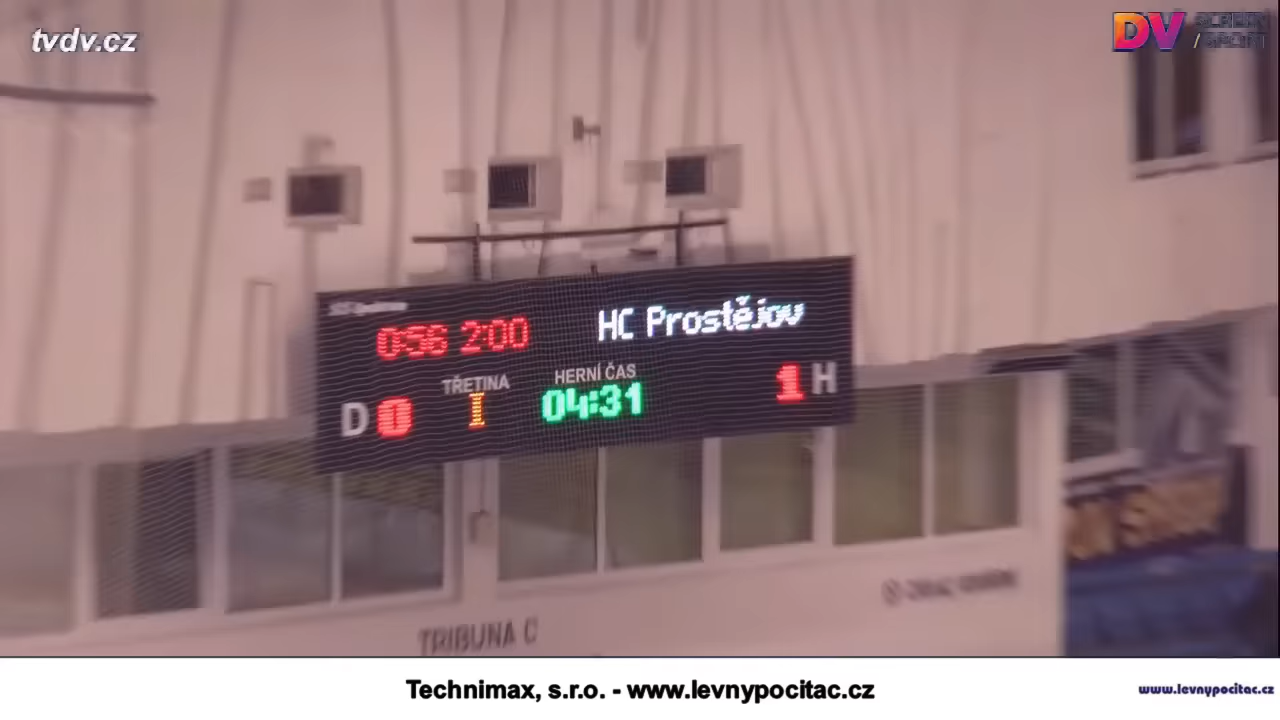 tvdv.cz
DV
0:56 2:00
HC Prostějov
TŘETINA
HERNÍ ČAS
D 0
I
04:31
1 H
TRIBUNA C
Technimax, s.r.o. - www.levnypocitac.cz
www.levnypocitac.cz